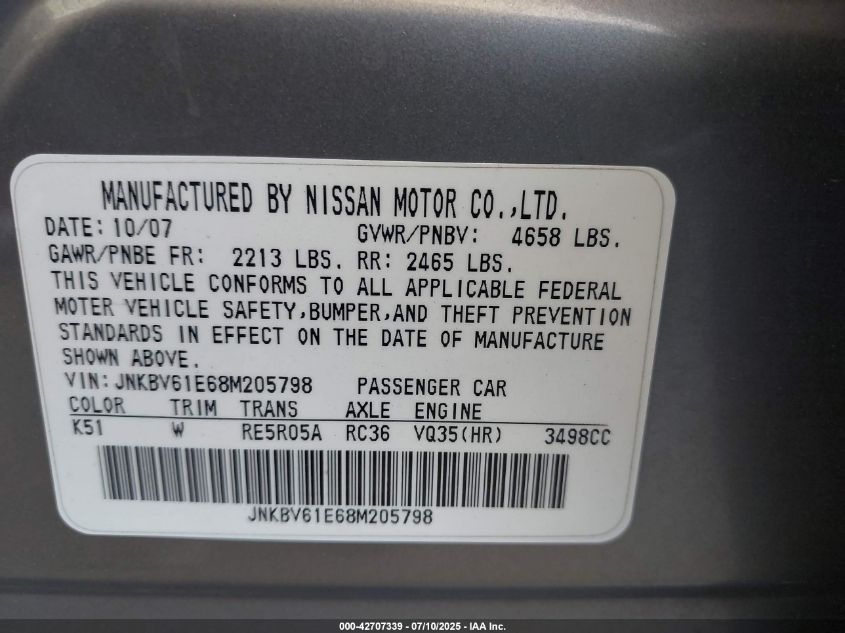 MANUFACTURED BY NISSAN MOTOR CO.,LTD.
DATE: 10/07 GVWR/PNBV: 4658 LBS.
GAWR/PNBE FR: 2213 LBS. RR: 2465 LBS.
THIS VEHICLE CONFORMS TO ALL APPLICABLE FEDERAL
MOTER VEHICLE SAFETY,BUMPER,AND THEFT PREVENTION
STANDARDS IN EFFECT ON THE DATE OF MANUFACTURE
SHOWN ABOVE.
VIN: JNKBV61E68M205798 PASSENGER CAR
COLOR TRIM TRANS AXLE ENGINE
K51 W RE5R05A RC36 VQ35(HR) 3498CC
JNKBV61E68M205798
000-42707339 - 07/10/2025 - IAA Inc.